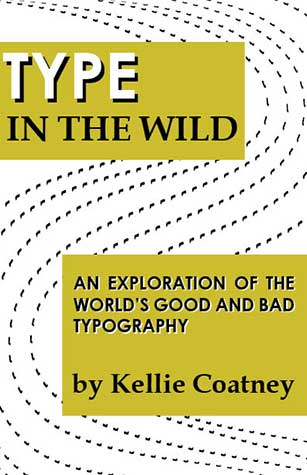 TYPE
IN THE WILD
AN EXPLORATION OF THE
WORLD'S GOOD AND BAD
TYPOGRAPHY
by Kellie Coatney